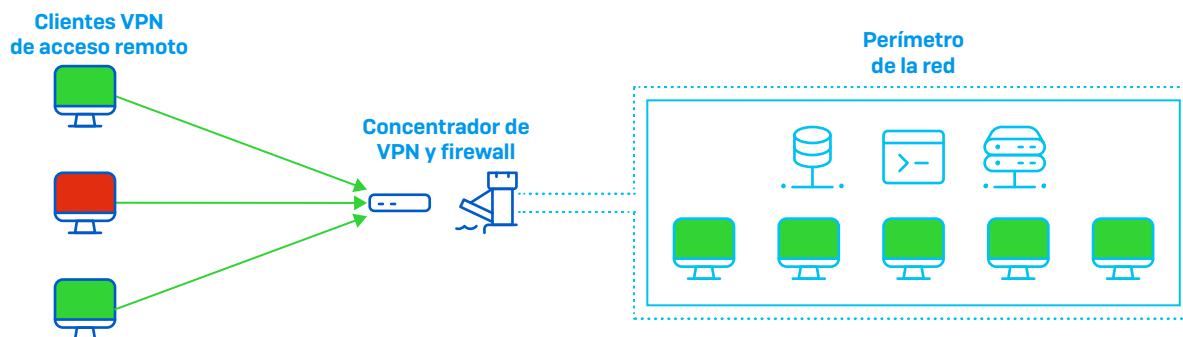 Clientes VPN
de acceso remoto
Concentrador de
VPN y firewall
Perímetro
de la red